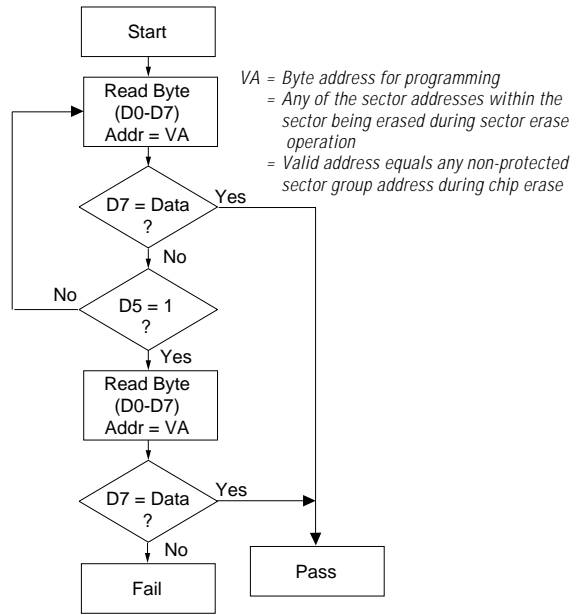 Start
Read Byte
(D0-D7)
Addr = VA
VA = Byte address for programming
= Any of the sector addresses within the
sector being erased during sector erase
operation
= Valid address equals any non-protected
sector group address during chip erase
D7 = Data
?
Yes
No
D5 = 1
?
No
Yes
Read Byte
(D0-D7)
Addr = VA
D7 = Data
?
Yes
No
Fail
Pass